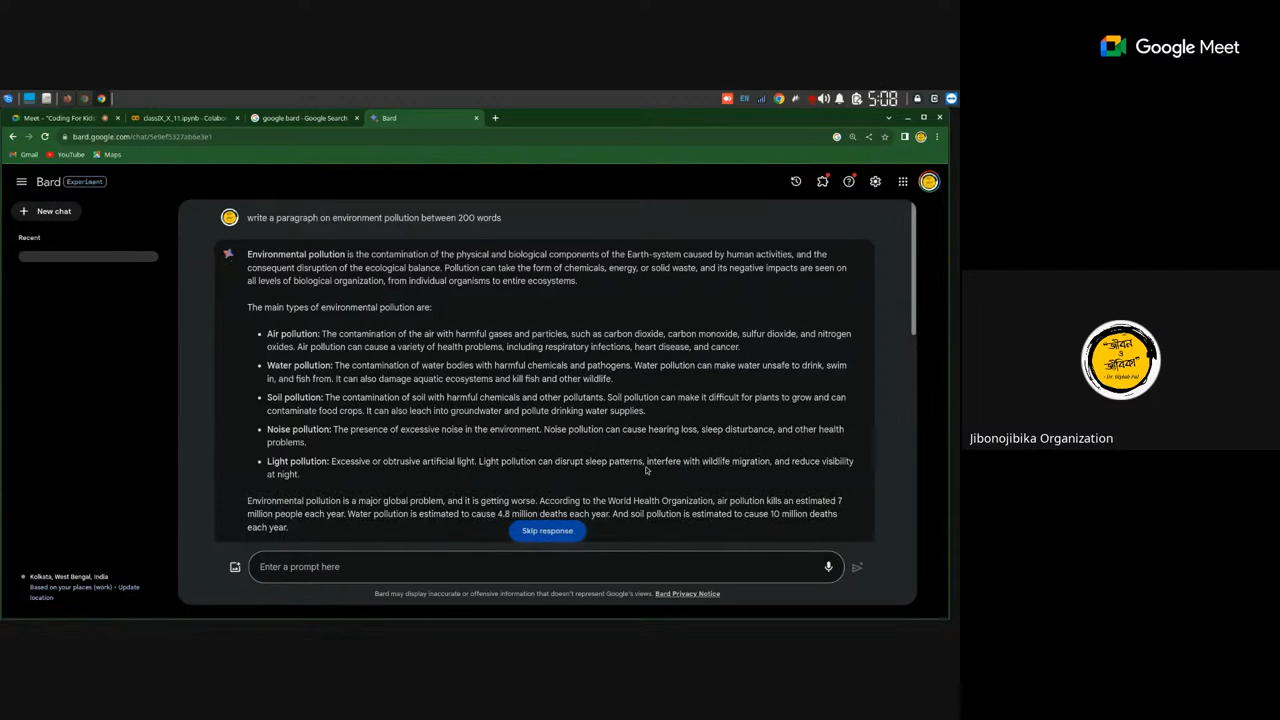 Google Meet
EN 5:08
Meet - "Coding For Kids
classIX_X_11.ipynb - Colabo
google bard - Google Search
Bard
bard.google.com/chat/5e9ef5327ab6e3e1
Gmail YouTube Maps
Bard Experiment
New chat
Recent
write a paragraph on environment pollution between 200 words
Environmental pollution is the contamination of the physical and biological components of the Earth-system caused by human activities, and the
consequent disruption of the ecological balance. Pollution can take the form of chemicals, energy, or solid waste, and its negative impacts are seen on
all levels of biological organization, from individual organisms to entire ecosystems.
The main types of environmental pollution are:
• Air pollution: The contamination of the air with harmful gases and particles, such as carbon dioxide, carbon monoxide, sulfur dioxide, and nitrogen
oxides. Air pollution can cause a variety of health problems, including respiratory infections, heart disease, and cancer.
• Water pollution: The contamination of water bodies with harmful chemicals and pathogens. Water pollution can make water unsafe to drink, swim
in, and fish from. It can also damage aquatic ecosystems and kill fish and other wildlife.
• Soil pollution: The contamination of soil with harmful chemicals and other pollutants. Soil pollution can make it difficult for plants to grow and can
contaminate food crops. It can also leach into groundwater and pollute drinking water supplies.
• Noise pollution: The presence of excessive noise in the environment. Noise pollution can cause hearing loss, sleep disturbance, and other health
problems.
• Light pollution: Excessive or obtrusive artificial light. Light pollution can disrupt sleep patterns, interfere with wildlife migration, and reduce visibility
at night.
Environmental pollution is a major global problem, and it is getting worse. According to the World Health Organization, air pollution kills an estimated 7
million people each year. Water pollution is estimated to cause 4.8 million deaths each year. And soil pollution is estimated to cause 10 million deaths
each year.
Skip response
Enter a prompt here
Bard may display inaccurate or offensive information that doesn't represent Google's views. Bard Privacy Notice
Kolkata, West Bengal, India
Based on your places (work) • Update
location
"জীবন
ও
জীবিকা"
Jibonojibika Organization